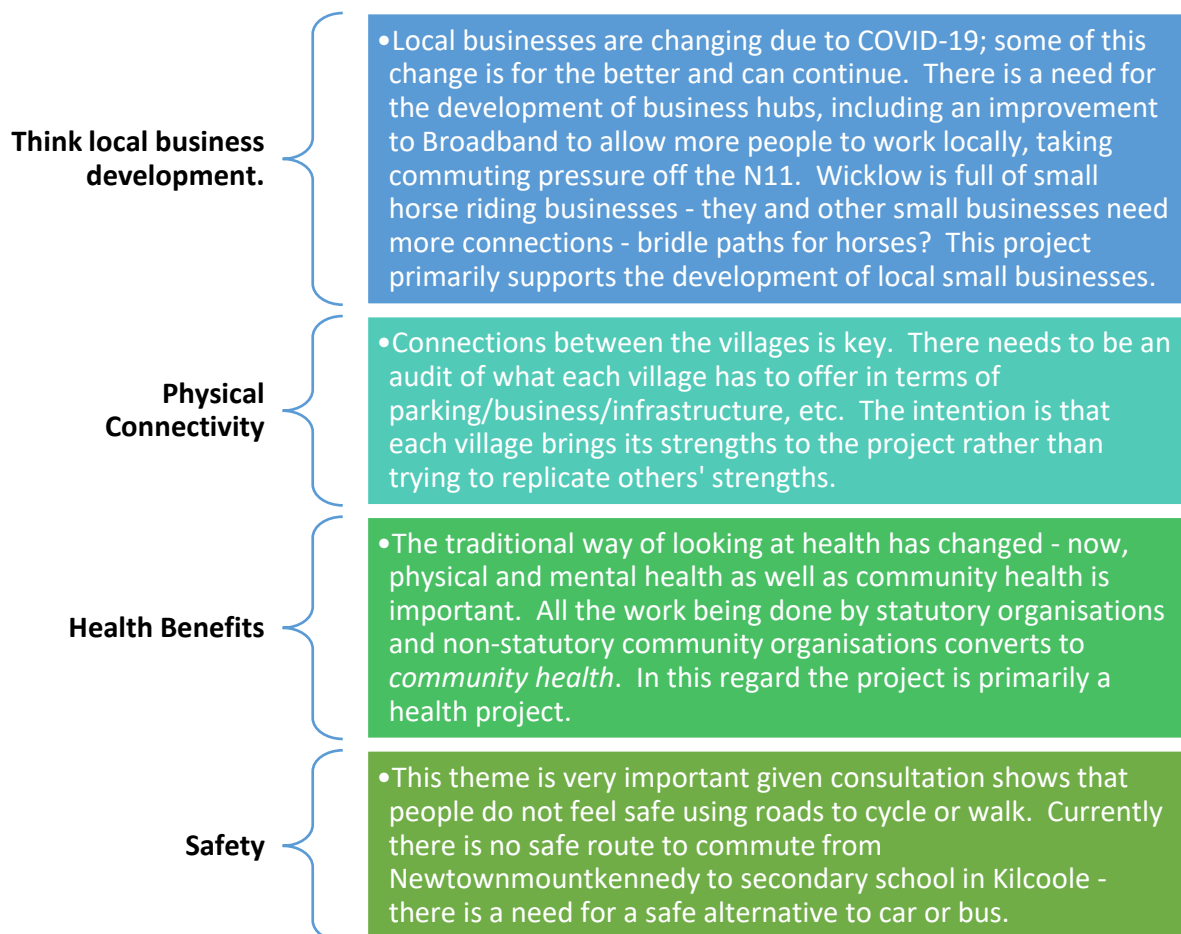 Think local business
development.
•Local businesses are changing due to COVID-19; some of this
change is for the better and can continue.  There is a need for
the development of business hubs, including an improvement
to Broadband to allow more people to work locally, taking
commuting pressure off the N11.  Wicklow is full of small
horse riding businesses - they and other small businesses need
more connections - bridle paths for horses?  This project
primarily supports the development of local small businesses.
Physical
Connectivity
•Connections between the villages is key.  There needs to be an
audit of what each village has to offer in terms of
parking/business/infrastructure, etc.  The intention is that
each village brings its strengths to the project rather than
trying to replicate others' strengths.
Health Benefits
•The traditional way of looking at health has changed - now,
physical and mental health as well as community health is
important.  All the work being done by statutory organisations
and non-statutory community organisations converts to
community health.  In this regard the project is primarily a
health project.
Safety
•This theme is very important given consultation shows that
people do not feel safe using roads to cycle or walk.  Currently
there is no safe route to commute from
Newtownmountkennedy to secondary school in Kilcoole -
there is a need for a safe alternative to car or bus.